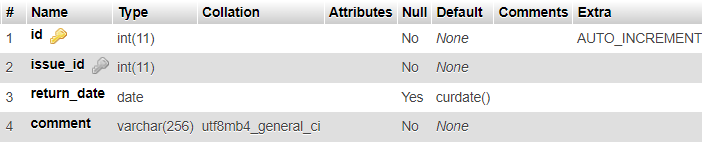 # Name Type Collation Attributes Null Default Comments Extra
1 id int(11) No None AUTO_INCREMENT
2 issue_id int(11) No None
3 return_date date Yes curdate()
4 comment varchar(256) utf8mb4_general_ci No None